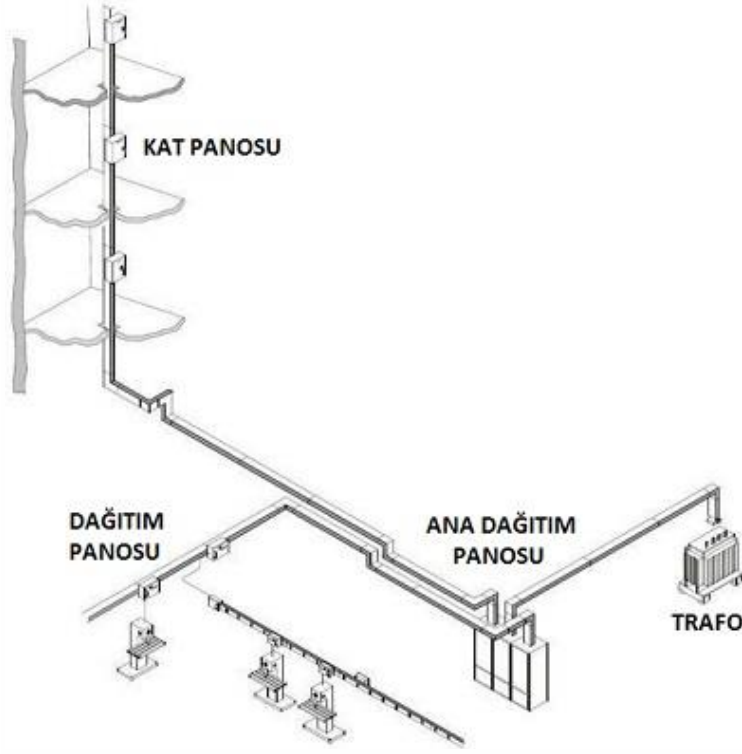 KAT PANOSU
DAĞITIM
PANOSU
ANA DAĞITIM
PANOSU
TRAFO